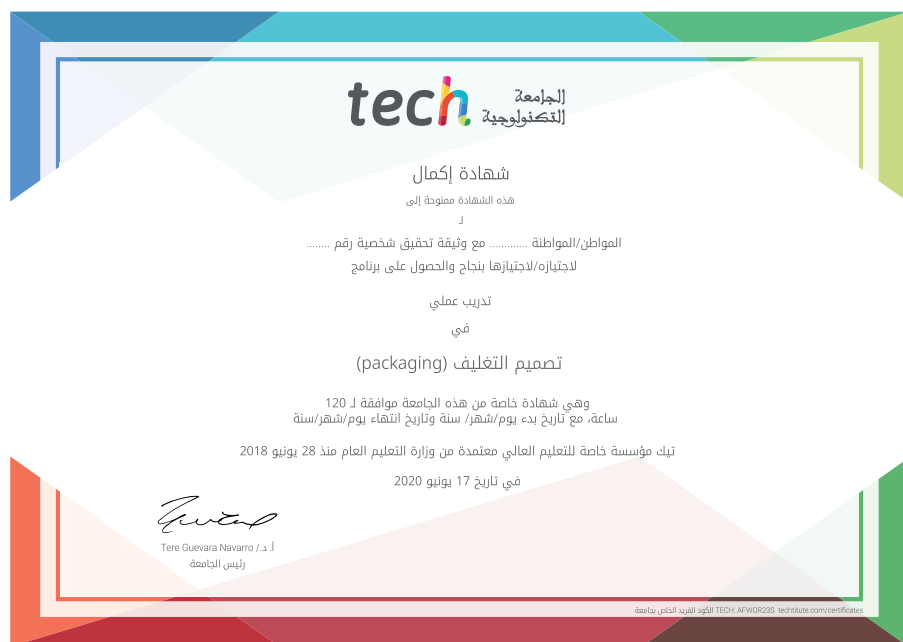 tech الجامعة
التكنولوجية
شهادة إكمال
هذه الشهادة ممنوحة إلى
لـ
المواطن/المواطنة ............ مع وثيقة تحقيق شخصية رقم ........
لاجتيازه/لاجتيازها بنجاح والحصول على برنامج
تدريب عملي
في
تصميم التغليف (packaging)
وهي شهادة خاصة من هذه الجامعة موافقة لـ 120
ساعة، مع تاريخ بدء يوم/شهر/ سنة وتاريخ انتهاء يوم/شهر/سنة
تيك مؤسسة خاصة للتعليم العالي معتمدة من وزارة التعليم العام منذ 28 يونيو 2018
في تاريخ 17 يونيو 2020
أ. د./ Tere Guevara Navarro
رئيس الجامعة
الكود الفريد الخاص بجامعة TECH: AFWOR23S techtitute.com/certificates